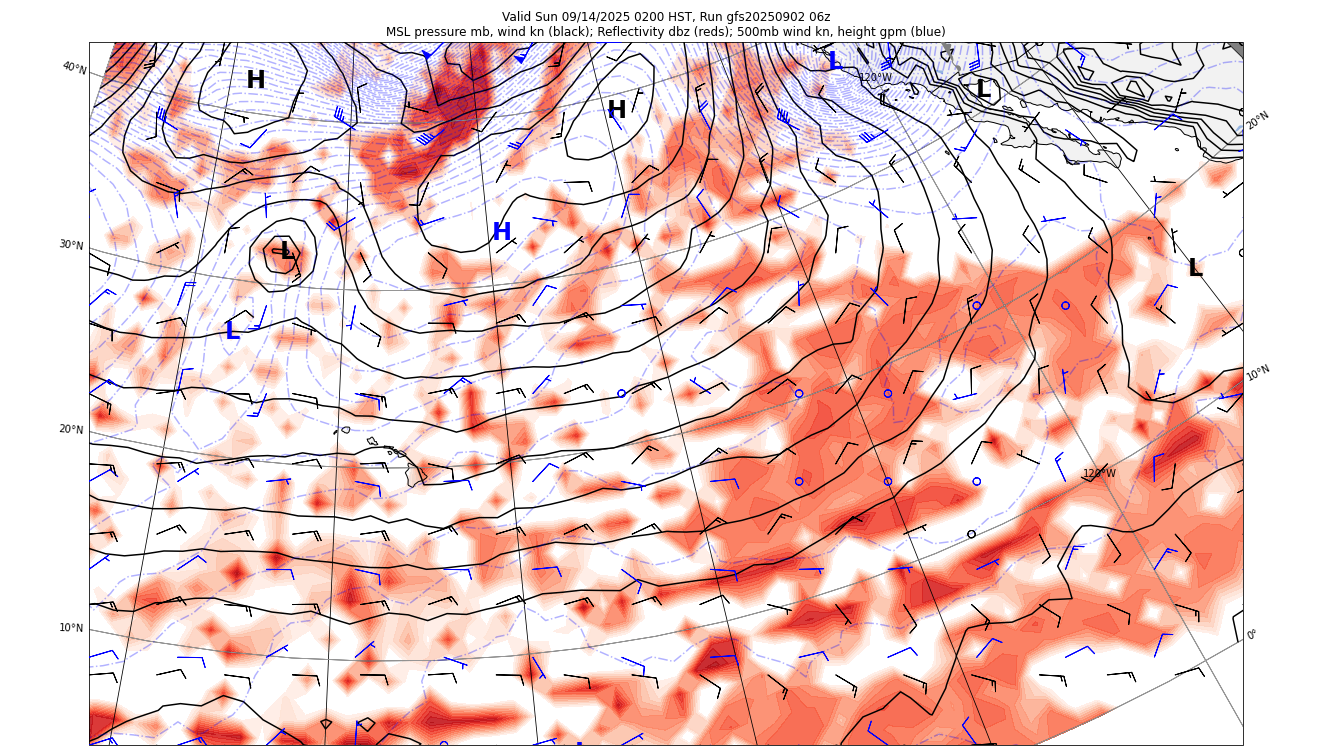 Valid Sun 09/14/2025 0200 HST, Run gfs20250902 06z
MSL pressure mb, wind kn (black); Reflectivity dbz (reds); 500mb wind kn, height gpm (blue)
40°N
H
H
L
120°W
L
20°N
30°N
L
H
L
L
10°N
20°N
120°W
10°N
0°